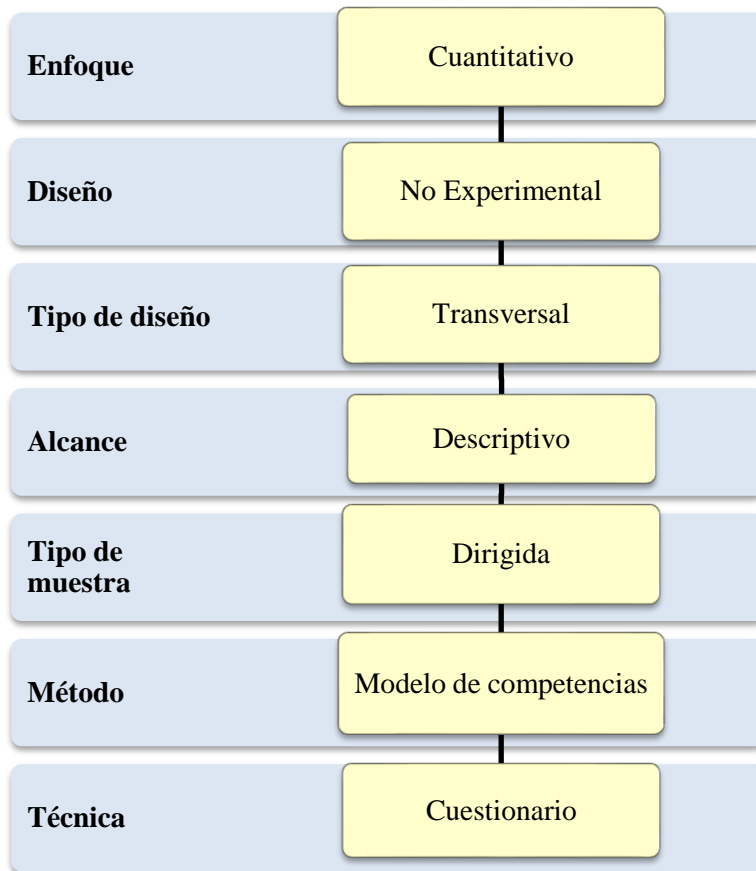 Enfoque
Cuantitativo
Diseño
No Experimental
Tipo de diseño
Transversal
Alcance
Descriptivo
Tipo de
muestra
Dirigida
Método
Modelo de competencias
Técnica
Cuestionario